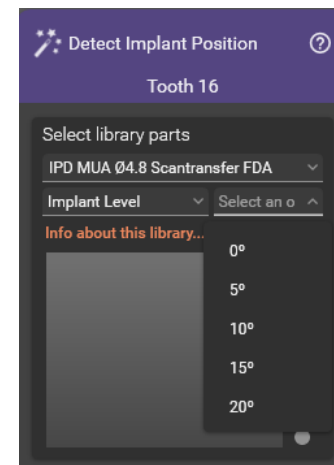 Detect Implant Position
Tooth 16
Select library parts
IPD MUA Ø4.8 Scantransfer FDA
Implant Level Select an o
Info about this library...
0º
5º
10º
15º
20º